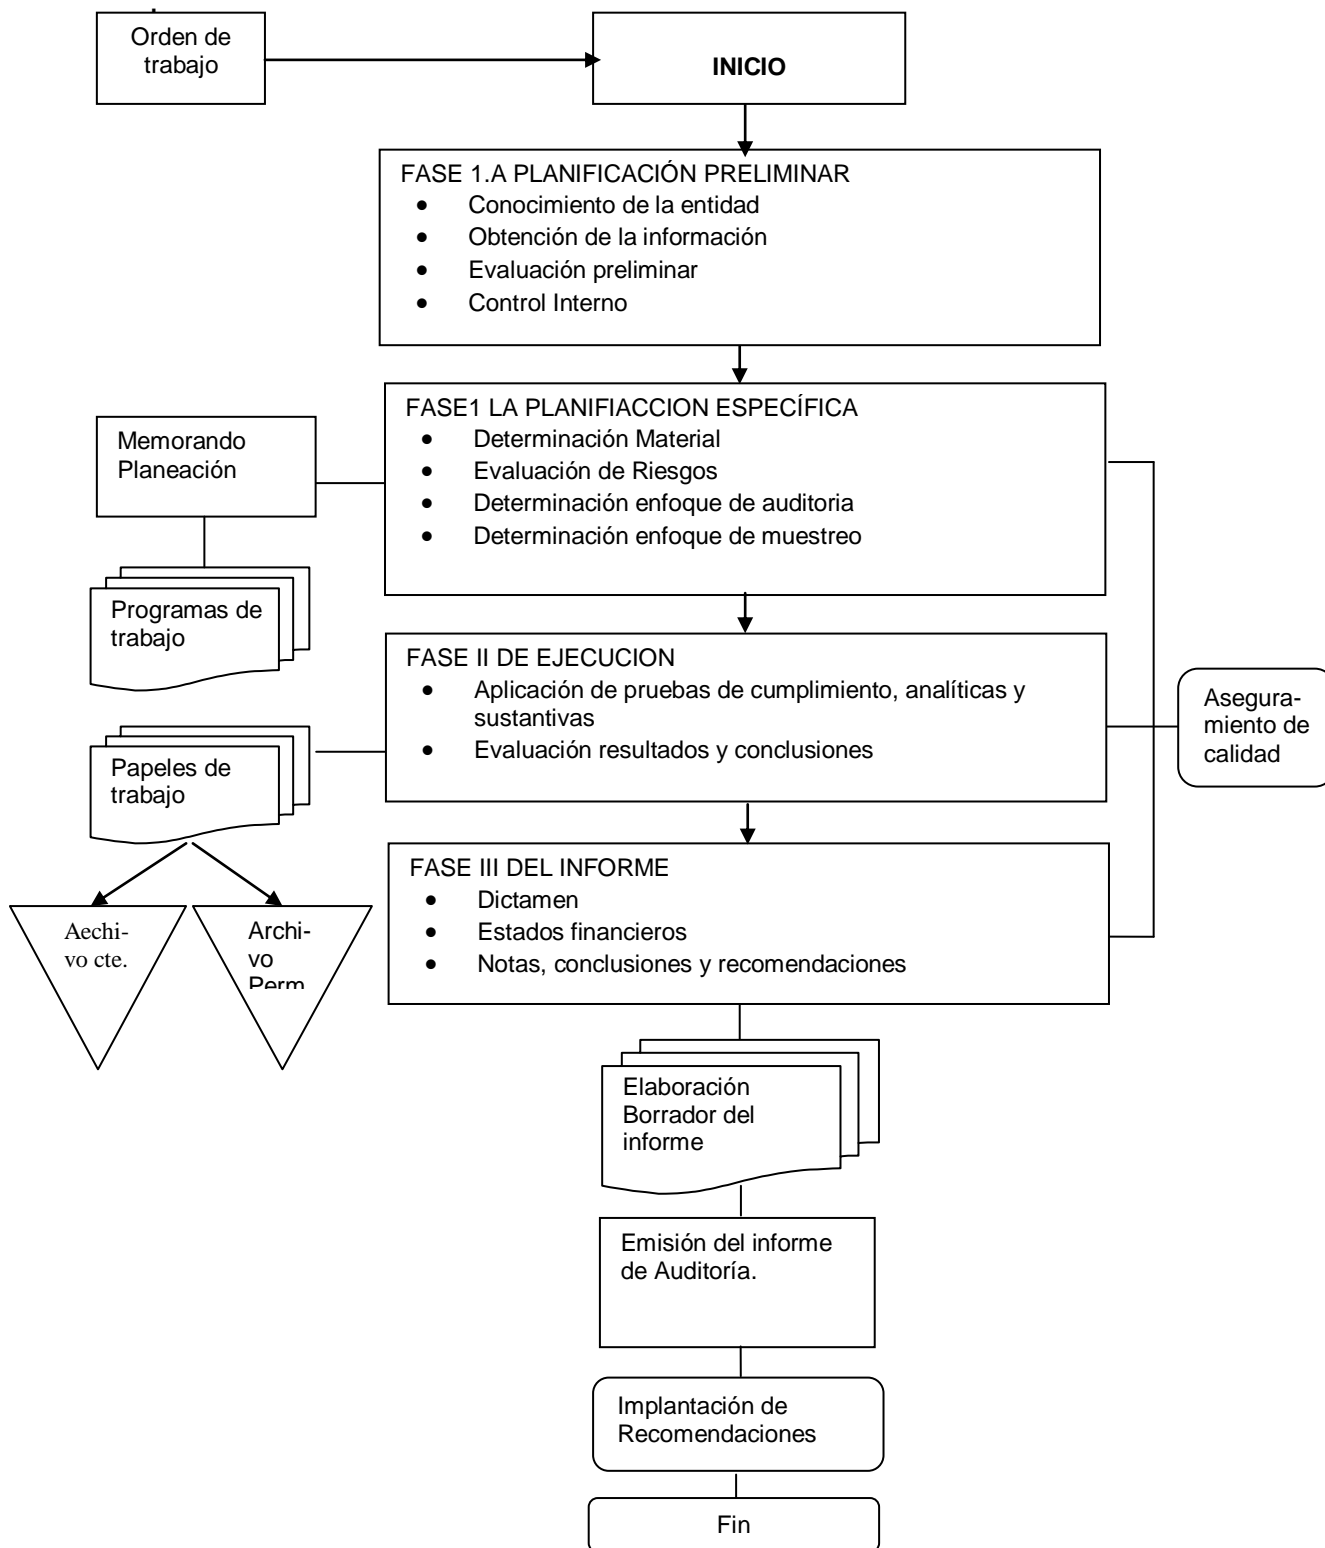 Orden de
trabajo
INICIO
FASE 1.A PLANIFICACIÓN PRELIMINAR
• Conocimiento de la entidad
• Obtención de la información
• Evaluación preliminar
• Control Interno
FASE1 LA PLANIFIACCION ESPECÍFICA
• Determinación Material
• Evaluación de Riesgos
• Determinación enfoque de auditoria
• Determinación enfoque de muestreo
Memorando
Planeación
Programas de
trabajo
FASE II DE EJECUCION
• Aplicación de pruebas de cumplimiento, analíticas y
sustantivas
• Evaluación resultados y conclusiones
Asegura-
miento de
calidad
Papeles de
trabajo
FASE III DEL INFORME
• Dictamen
• Estados financieros
• Notas, conclusiones y recomendaciones
Aechi-
vo cte.
Archi-
vo
Perm
Elaboración
Borrador del
informe
Emisión del informe
de Auditoría.
Implantación de
Recomendaciones
Fin